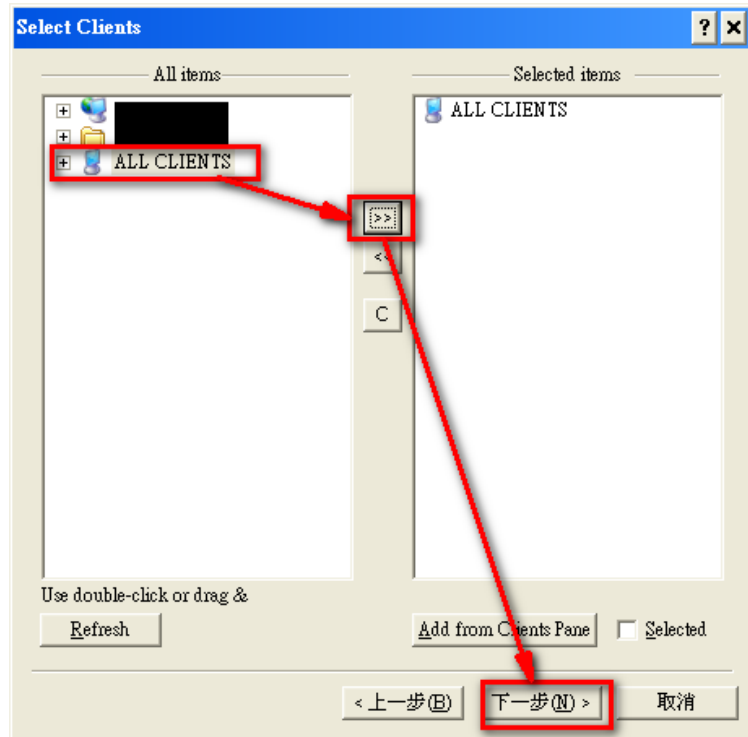 Select Clients
? ×
All items
Selected items
ALL CLIENTS
ALL CLIENTS
>>
<<
C
Use double-click or drag &
Refresh
Add from Clients Pane
Selected
< 上一步(B)
下一步(N) >
取消